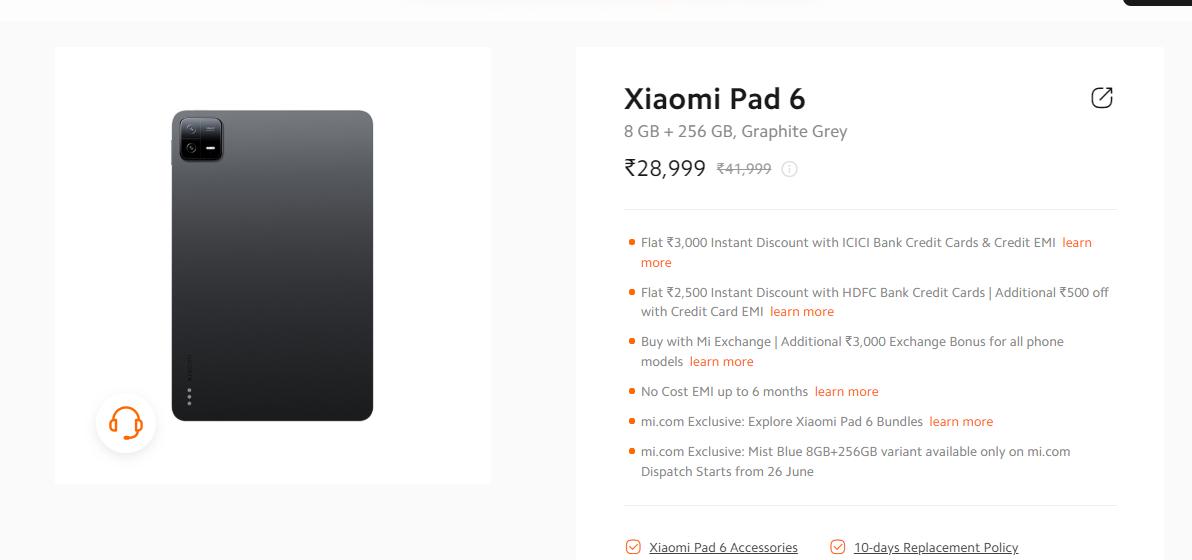 Xiaomi Pad 6
8 GB + 256 GB, Graphite Grey
₹28,999 ₹41,999
Flat ₹3,000 Instant Discount with ICICI Bank Credit Cards & Credit EMI learn
more
Flat ₹2,500 Instant Discount with HDFC Bank Credit Cards | Additional ₹500 off
with Credit Card EMI learn more
Buy with Mi Exchange | Additional ₹3,000 Exchange Bonus for all phone
models learn more
No Cost EMI up to 6 months learn more
mi.com Exclusive: Explore Xiaomi Pad 6 Bundles learn more
mi.com Exclusive: Mist Blue 8GB+256GB variant available only on mi.com
Dispatch Starts from 26 June
Xiaomi Pad 6 Accessories
10-days Replacement Policy